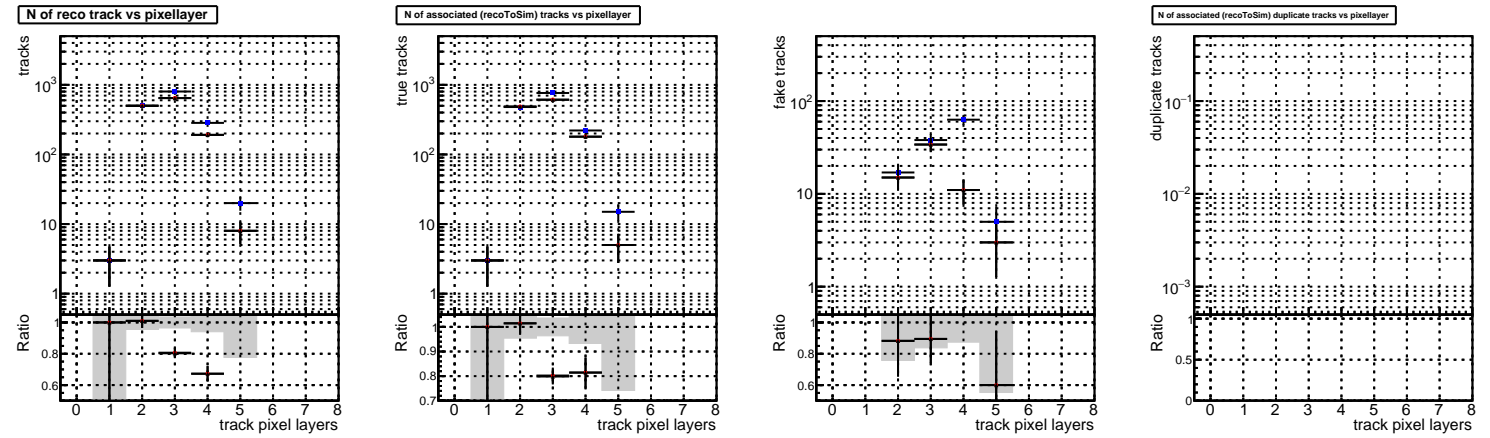 N of reco track vs pixellayer
tracks
10³
10²
10
1
Ratio
1
0.8
0.6
0 1 2 3 4 5 6 7 8
track pixel layers
N of associated (recoToSim) tracks vs pixellayer
true tracks
10³
10²
10
1
Ratio
1
0.9
0.8
0.7
0 1 2 3 4 5 6 7 8
track pixel layers
fake tracks
10²
10
1
Ratio
1
0.8
0.6
0 1 2 3 4 5 6 7 8
track pixel layers
N of associated (recoToSim) duplicate tracks vs pixellayer
duplicate tracks
10⁻¹
10⁻²
10⁻³
Ratio
1
0.5
0
0 1 2 3 4 5 6 7 8
track pixel layers